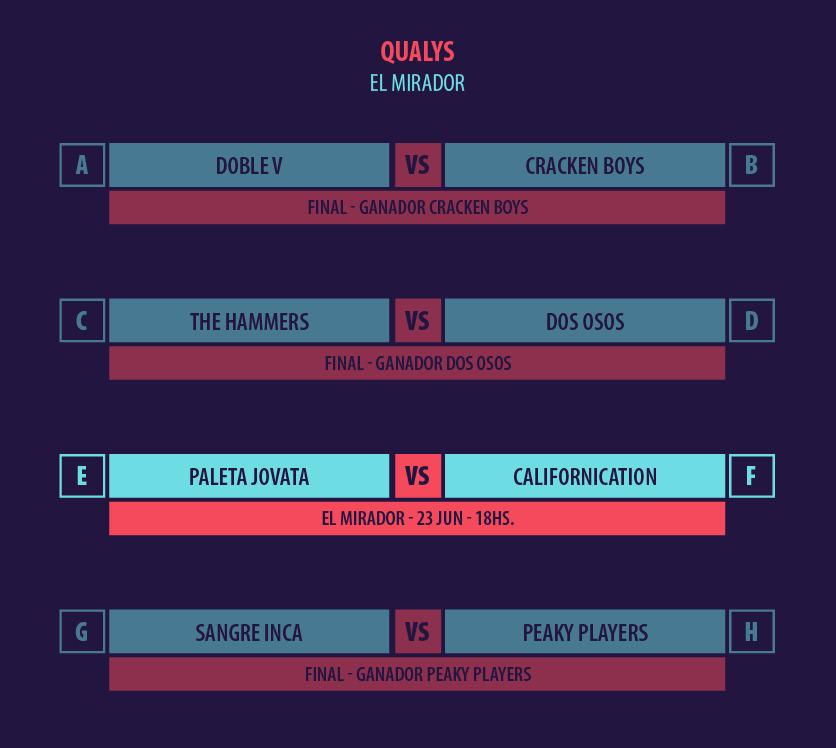 QUALYS
EL MIRADOR
A DOBLE V VS CRACKEN BOYS B
FINAL - GANADOR CRACKEN BOYS
C THE HAMMERS VS DOS OSOS D
FINAL - GANADOR DOS OSOS
E PALETA JOVATA VS CALIFORNICATION F
EL MIRADOR - 23 JUN - 18HS.
G SANGRE INCA VS PEAKY PLAYERS H
FINAL - GANADOR PEAKY PLAYERS